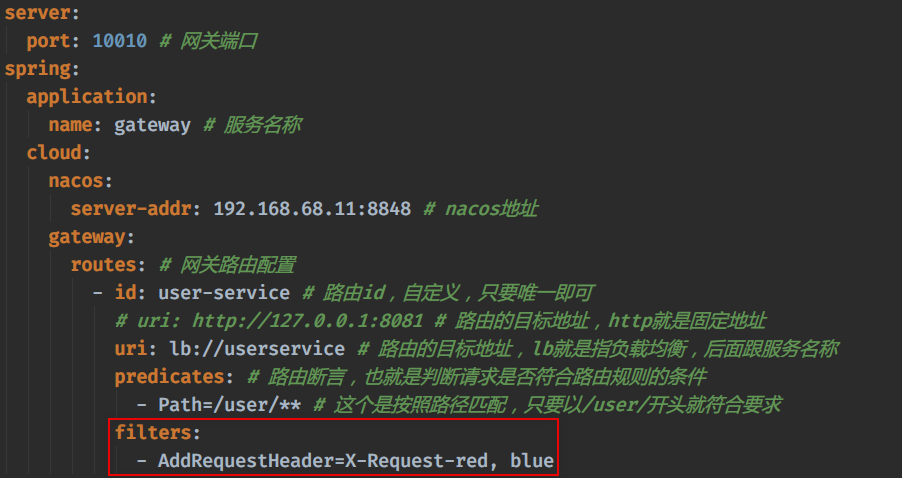 server:
  port: 10010 # 网关端口
spring:
  application:
    name: gateway # 服务名称
  cloud:
    nacos:
      server-addr: 192.168.68.11:8848 # nacos地址
    gateway:
      routes: # 网关路由配置
        - id: user-service # 路由id，自定义，只要唯一即可
          # uri: http://127.0.0.1:8081 # 路由的目标地址，http就是固定地址
          uri: lb://userservice # 路由的目标地址，lb就是指负载均衡，后面跟服务名称
          predicates: # 路由断言，也就是判断请求是否符合路由规则的条件
            - Path=/user/** # 这个是按照路径匹配，只要以/user/开头就符合要求
          filters:
            - AddRequestHeader=X-Request-red, blue